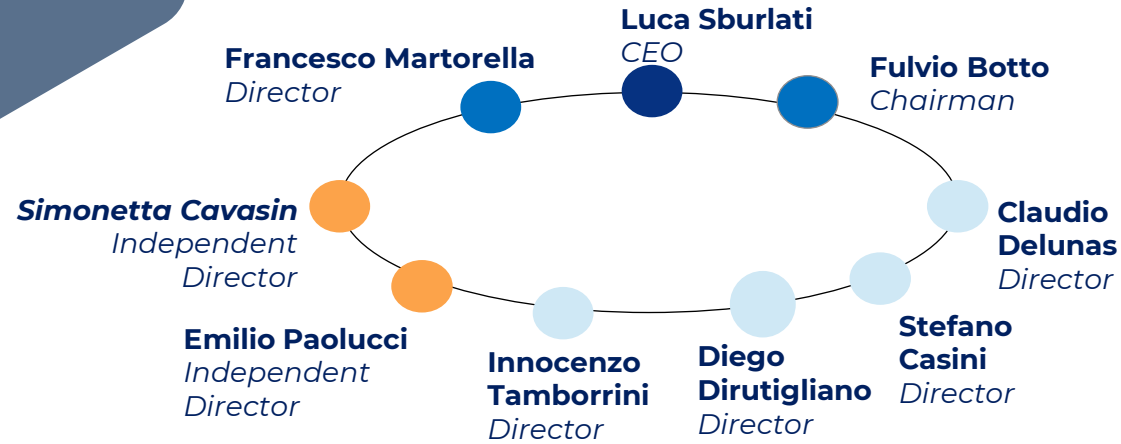 Luca Sburlati
CEO
Francesco Martorella
Director
Fulvio Botto
Chairman
Simonetta Cavasin
Independent
Director
Claudio
Delunas
Director
Emilio Paolucci
Independent
Director
Innocenzo
Tamborrini
Director
Diego
Dirutigliano
Director
Stefano
Casini
Director